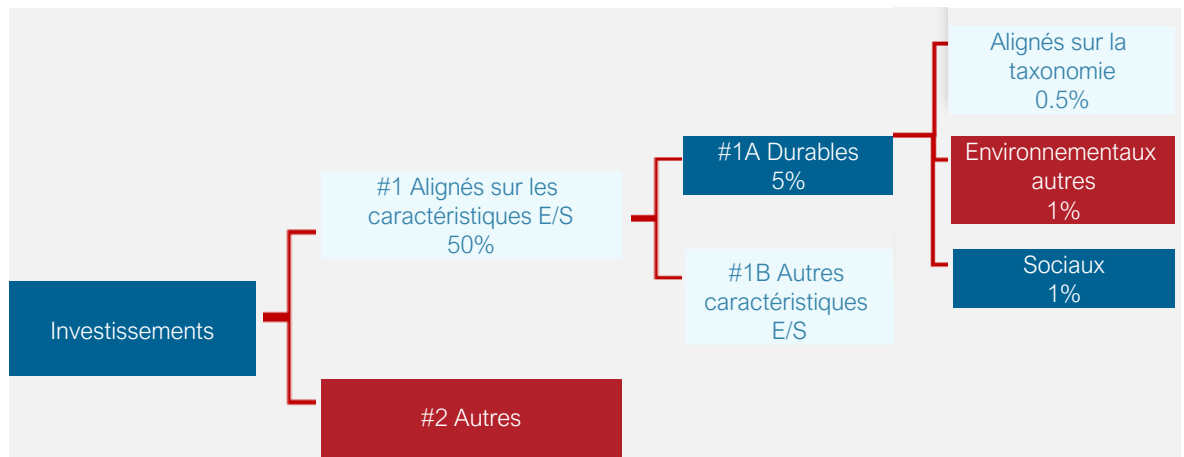 Investissements
#1 Alignés sur les
caractéristiques E/S
50%
#2 Autres
#1A Durables
5%
#1B Autres
caractéristiques
E/S
Alignés sur la
taxonomie
0.5%
Environnementaux
autres
1%
Sociaux
1%